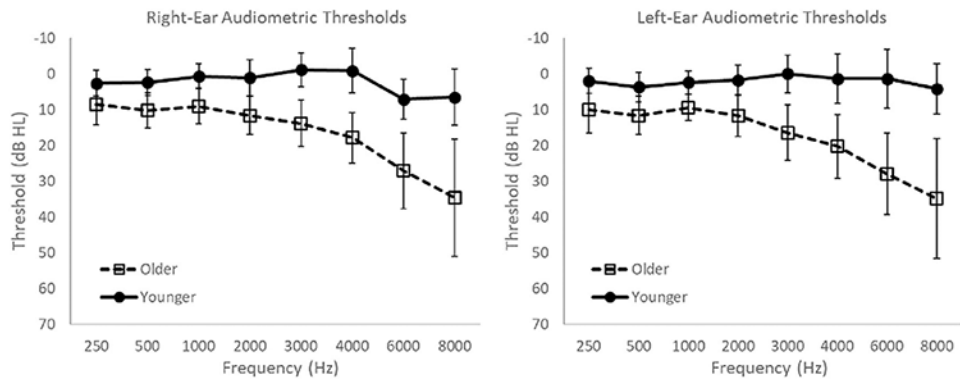 Right-Ear Audiometric Thresholds
-10
0
10
20
30
40
50
60
70
Threshold (dB HL)
Older
Younger
250 500 1000 2000 3000 4000 6000 8000
Frequency (Hz)
Left-Ear Audiometric Thresholds
-10
0
10
20
30
40
50
60
70
Threshold (dB HL)
Older
Younger
250 500 1000 2000 3000 4000 6000 8000
Frequency (Hz)